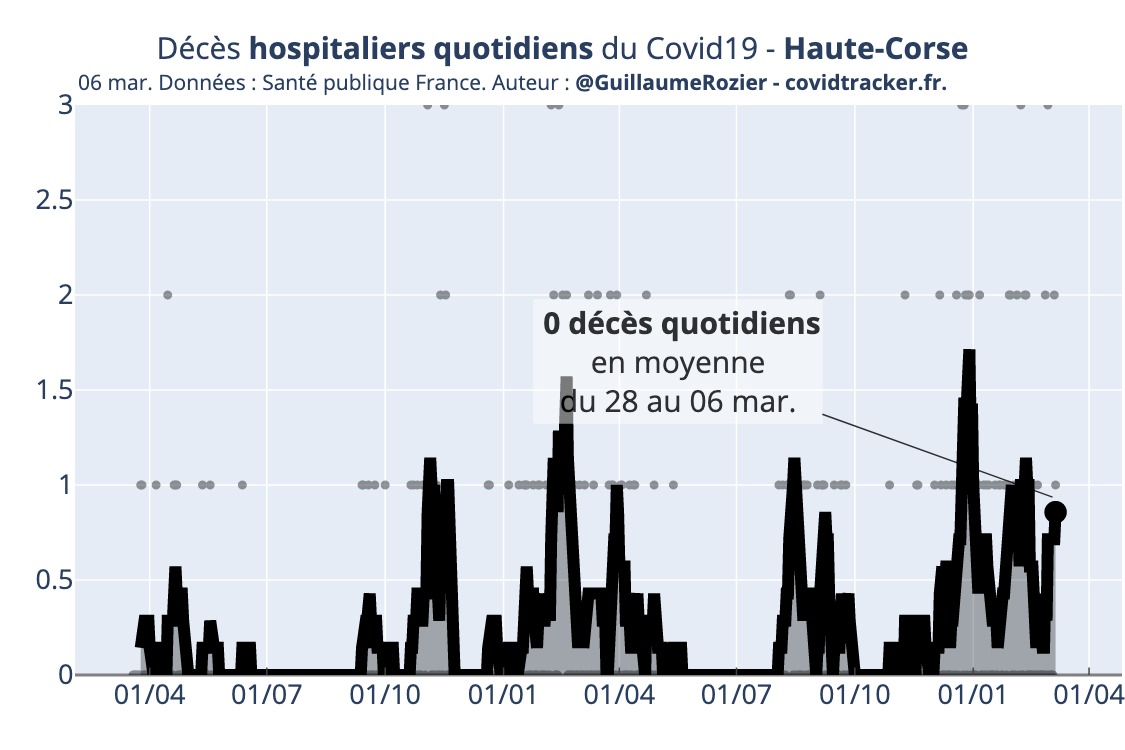 Décès hospitaliers quotidiens du Covid19 - Haute-Corse
06 mar. Données : Santé publique France. Auteur : @GuillaumeRozier - covidtracker.fr.
3
2.5
2
1.5
1
0.5
0
0 décès quotidiens
en moyenne
du 28 au 06 mar.
01/04 01/07 01/10 01/01 01/04 01/07 01/10 01/01 01/04